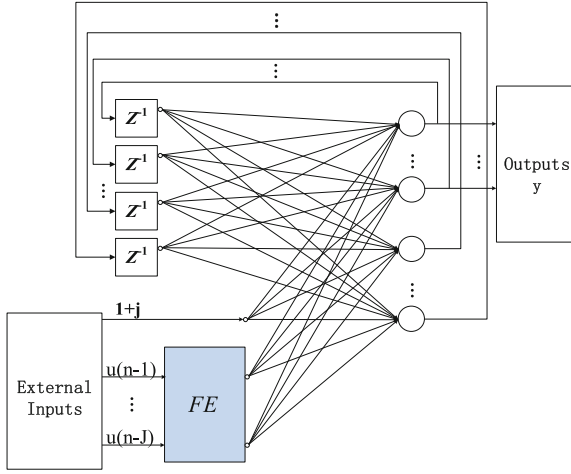 Z-1
Z-1
Z-1
Z-1
Outputs
y
1+j
External
Inputs
u(n-1)
FE
u(n-J)